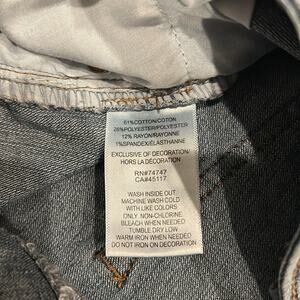 61%COTTON/COTON
26%POLYESTER/POLYESTER
12% RAYON/RAYONNE
1%SPANDEX/ÉLASTHANNE
EXCLUSIVE OF DECORATION/
HORS LA DÉCORATION
RN#74747
CA#45117
WASH INSIDE OUT
MACHINE WASH COLD
WITH LIKE COLORS
ONLY NON-CHLORINE
BLEACH WHEN NEEDED
TUMBLE DRY LOW
WARM IRON WHEN NEEDED
DO NOT IRON ON DECORATION